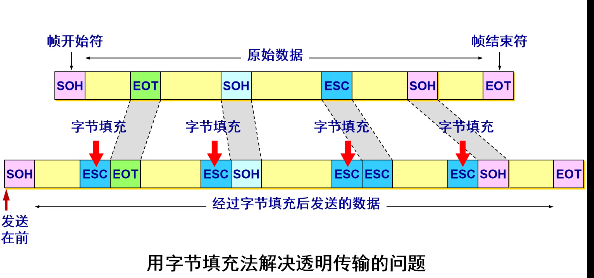 帧开始符
原始数据
帧结束符
SOH
EOT
SOH
ESC
SOH
EOT
字节填充
字节填充
字节填充
字节填充
SOH
ESC
EOT
ESC
SOH
ESC
ESC
ESC
SOH
EOT
发送
在前
经过字节填充后发送的数据
用字节填充法解决透明传输的问题